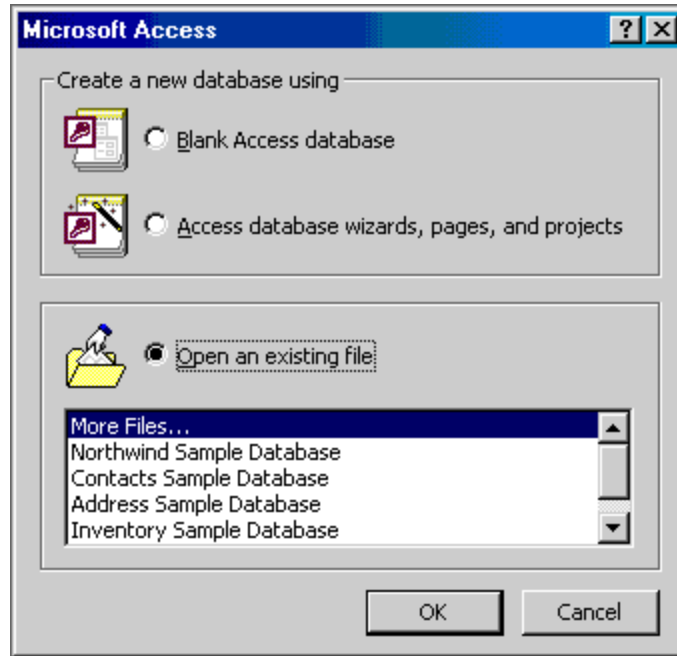 Microsoft Access
Create a new database using
Blank Access database
Access database wizards, pages, and projects
Open an existing file
More Files...
Northwind Sample Database
Contacts Sample Database
Address Sample Database
Inventory Sample Database
OK Cancel